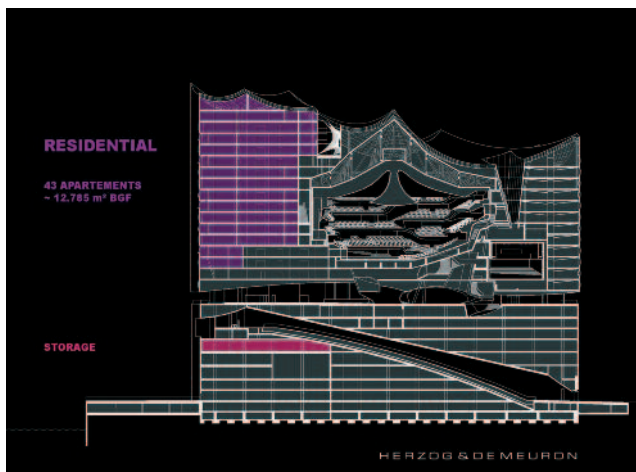 RESIDENTIAL
43 APARTEMENTS
~ 12.785 m² BGF
STORAGE
HERZOG & DE MEURON